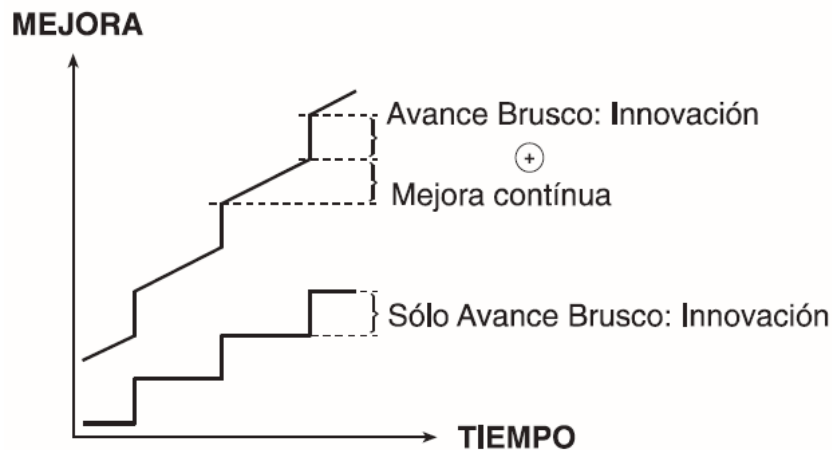 MEJORA
Avance Brusco: Innovación
+
Mejora contínua
Sólo Avance Brusco: Innovación
TIEMPO